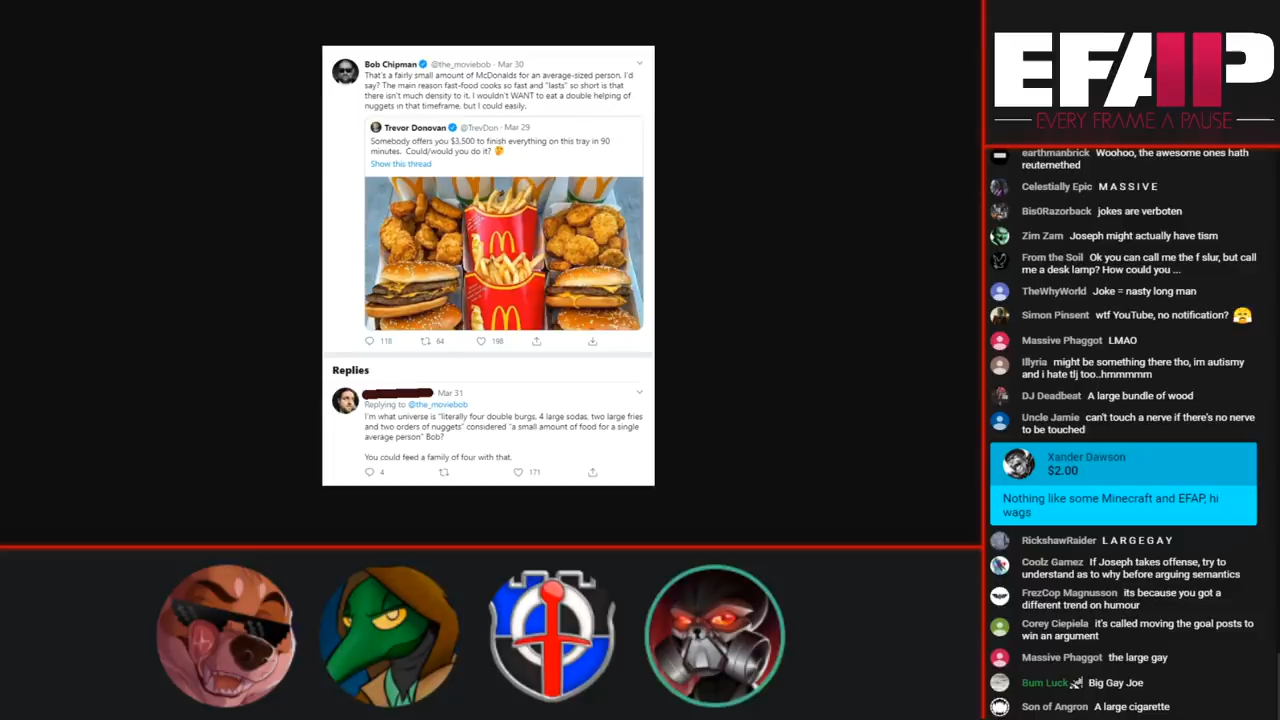 Bob Chipman @the_moviebob · Mar 30
That's a fairly small amount of McDonalds for an average-sized person, I'd
say? The main reason fast-food cooks so fast and "lasts" so short is that
there isn't much density to it. I wouldn't WANT to eat a double helping of
nuggets in that timeframe, but I could easily.
Trevor Donovan @TrevDon · Mar 29
Somebody offers you $3,500 to finish everything on this tray in 90
minutes. Could/would you do it? 🤔
Show this thread
118 64 198
Replies
Mar 31
Replying to @the_moviebob
I'm what universe is "literally four double burgs, 4 large sodas, two large fries
and two orders of nuggets" considered "a small amount of food for a single
average person" Bob?
You could feed a family of four with that.
4 171
EFAP
EVERY FRAME A PAUSE
earthmanbrick Woohoo, the awesome ones hath
reuternethed
Celestially Epic M A S S I V E
Bis0Razorback jokes are verboten
Zim Zam Joseph might actually have tism
From the Soil Ok you can call me the f slur, but call
me a desk lamp? How could you ...
TheWhyWorld Joke = nasty long man
Simon Pinsent wtf YouTube, no notification? 😤
Massive Phaggot LMAO
Illyria might be something there tho, im autismy
and i hate tlj too..hmmmmm
DJ Deadbeat A large bundle of wood
Uncle Jamie can't touch a nerve if there's no nerve
to be touched
Xander Dawson
$2.00
Nothing like some Minecraft and EFAP, hi
wags
RickshawRaider L A R G E G A Y
Coolz Gamez If Joseph takes offense, try to
understand as to why before arguing semantics
FrezCop Magnusson its because you got a
different trend on humour
Corey Ciepiela it's called moving the goal posts to
win an argument
Massive Phaggot the large gay
Bum Luck Big Gay Joe
Son of Angron A large cigarette